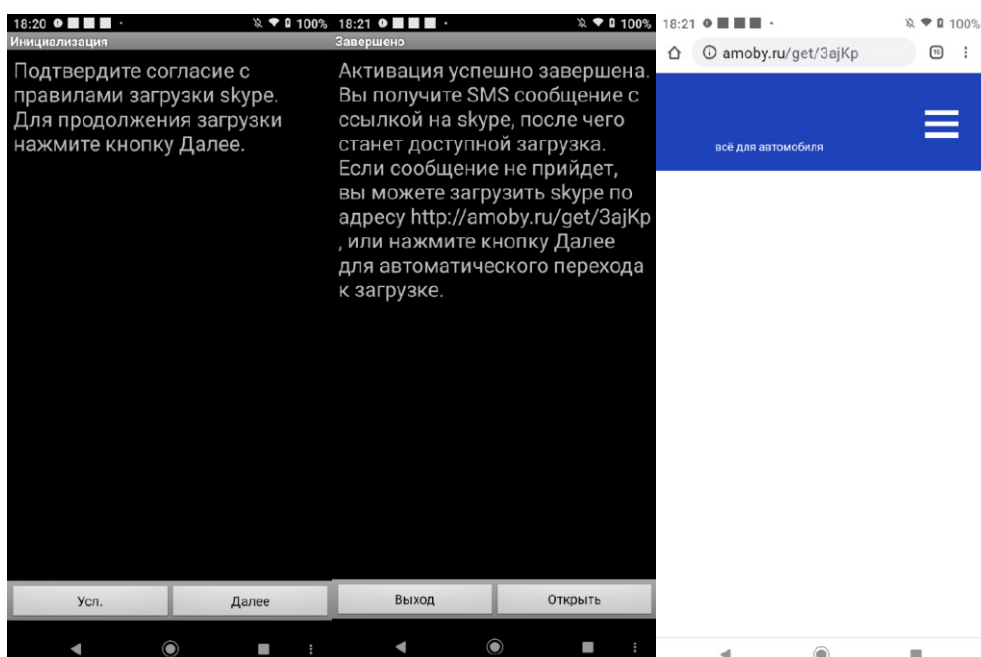 18:20
100%
Инициализация
Подтвердите согласие с
правилами загрузки skype.
Для продолжения загрузки
нажмите кнопку Далее.
Усл.
Далее
18:21
100%
Завершено
Активация успешно завершена.
Вы получите SMS сообщение с
ссылкой на skype, после чего
станет доступной загрузка.
Если сообщение не прийдет,
вы можете загрузить skype по
адресу http://amoby.ru/get/3ajKp
, или нажмите кнопку Далее
для автоматического перехода
к загрузке.
Выход
Открыть
18:21
100%
amoby.ru/get/3ajKp
всё для автомобиля